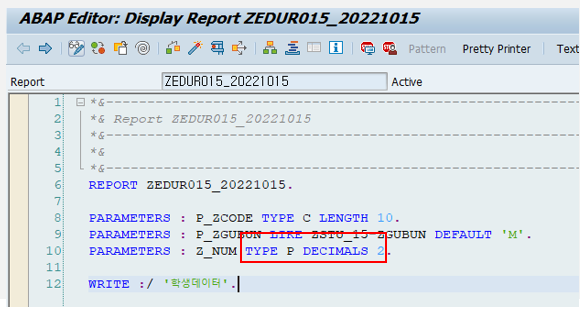 ABAP Editor: Display Report ZEDUR015_20221015
Pattern Pretty Printer Text
Report ZEDUR015_20221015 Active
1 *&---------------------------------------------------------------------
2 *& Report ZEDUR015_20221015
3 *&---------------------------------------------------------------------
4 *&
5 *&---------------------------------------------------------------------
6 REPORT ZEDUR015_20221015.
7
8 PARAMETERS : P_ZCODE TYPE C LENGTH 10.
9 PARAMETERS : P_ZGUBUN LIKE ZSTU_15-ZGUBUN DEFAULT 'M'.
10 PARAMETERS : Z_NUM TYPE P DECIMALS 2.
11
12 WRITE :/ '학생데이터'.